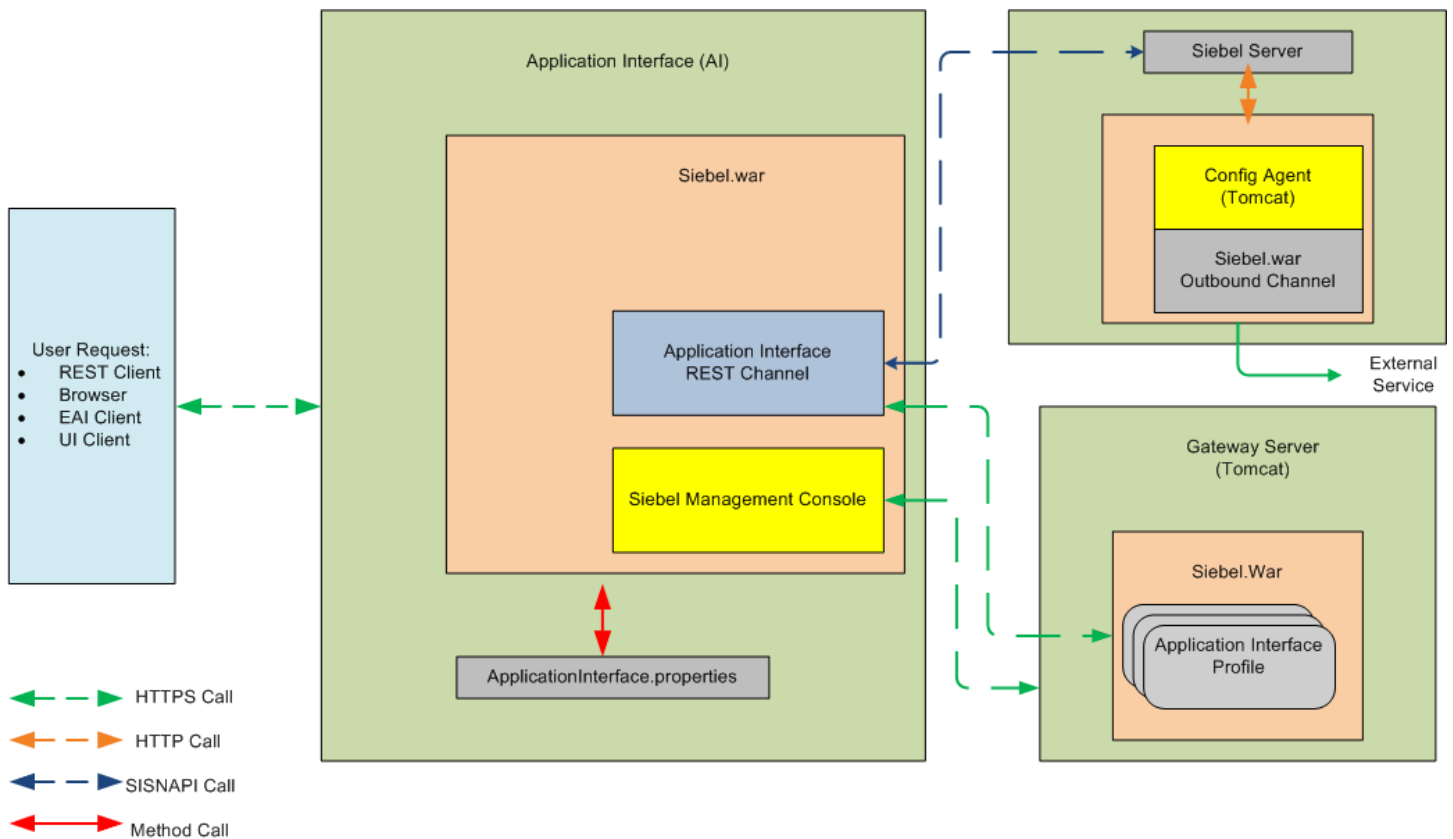 Application Interface (AI)
Siebel.war
Application Interface
REST Channel
Siebel Management Console
ApplicationInterface.properties
User Request:
• REST Client
• Browser
• EAI Client
• UI Client
Siebel Server
Config Agent
(Tomcat)
Siebel.war
Outbound Channel
External
Service
Gateway Server
(Tomcat)
Siebel.War
Application Interface
Profile
HTTPS Call
HTTP Call
SISNAPI Call
Method Call